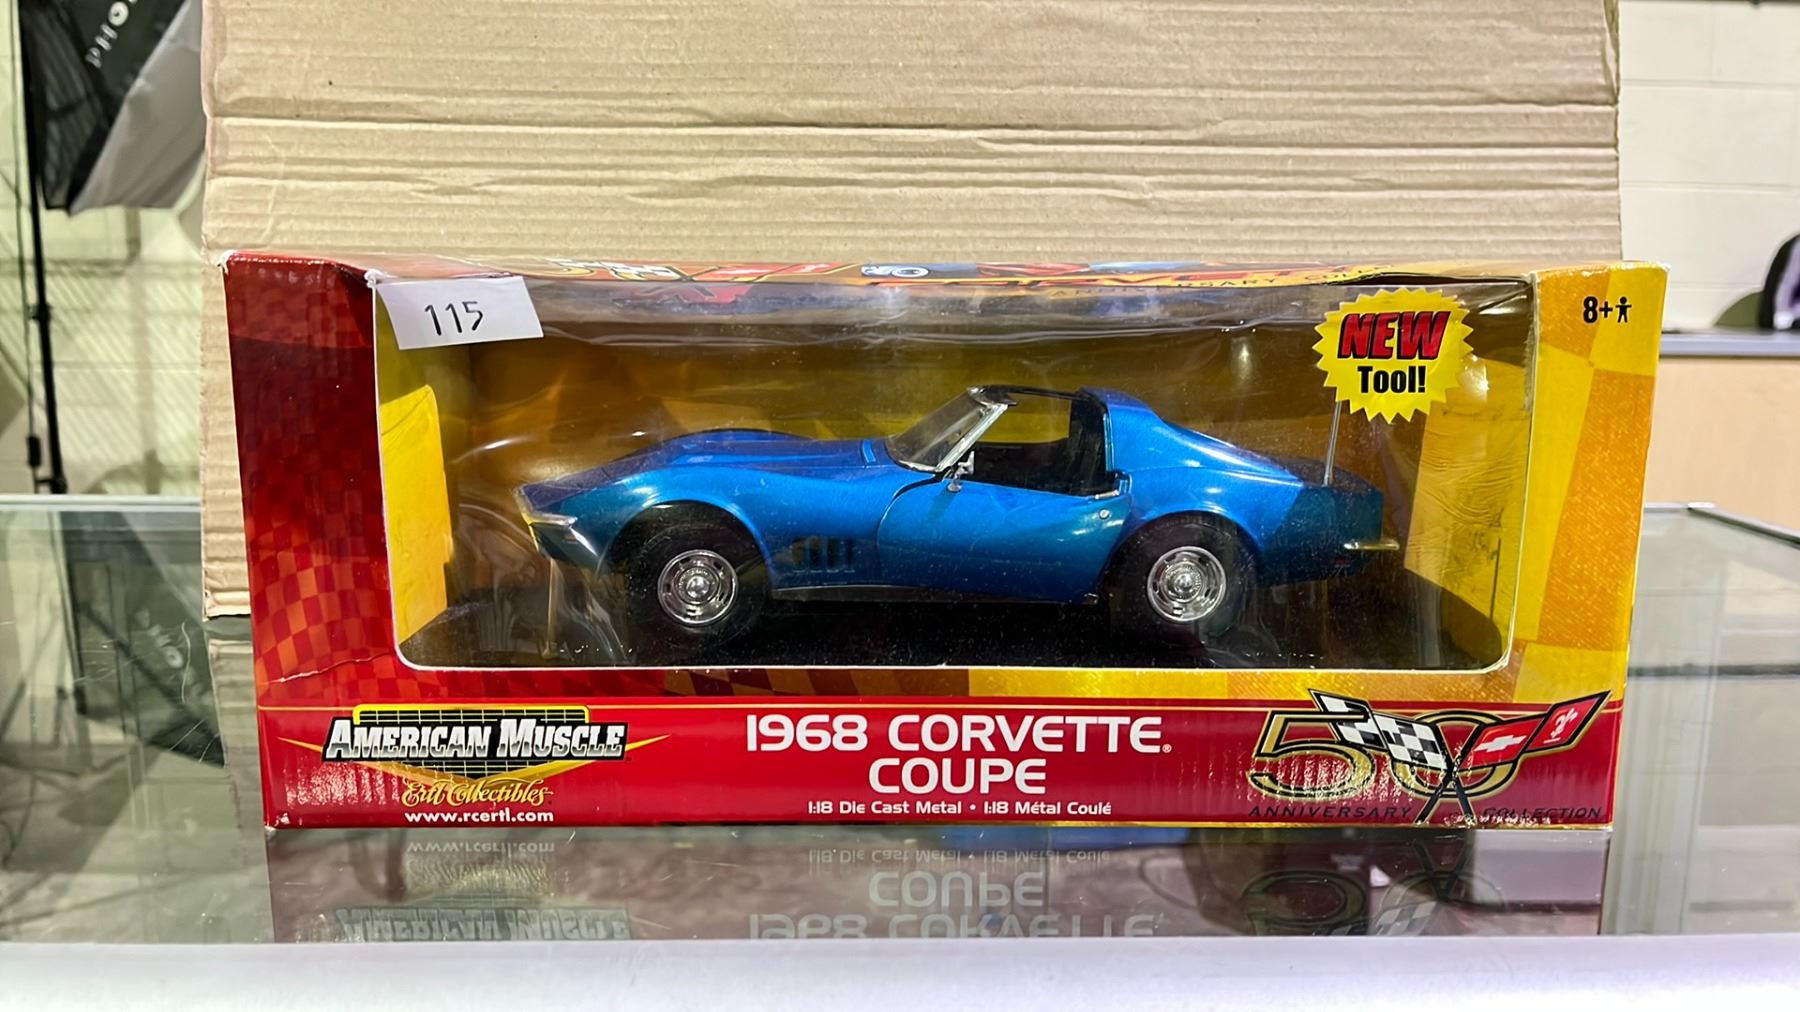 PHO
115
NEW
Tool!
8+
AMERICAN MUSCLE
Ertl Collectibles
www.rcertl.com
1968 CORVETTE®
COUPE
1:18 Die Cast Metal • 1:18 Métal Coulé
50
ANNIVERSARY COLLECTION